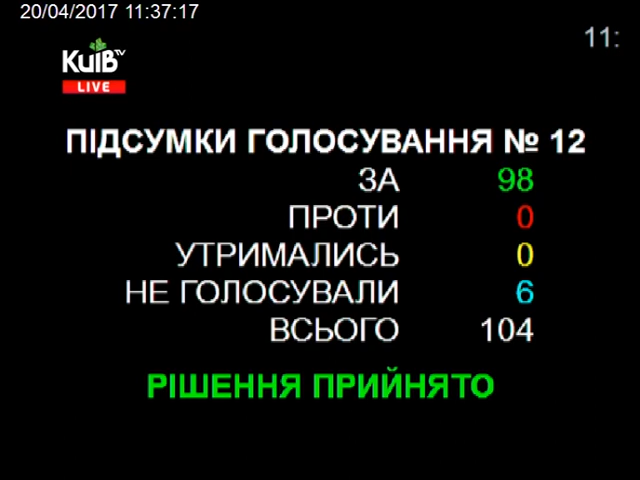 20/04/2017 11:37:17
11:
КиЇВ TV
LIVE
ПІДСУМКИ ГОЛОСУВАННЯ № 12
ЗА 98
ПРОТИ 0
УТРИМАЛИСЬ 0
НЕ ГОЛОСУВАЛИ 6
ВСЬОГО 104
РІШЕННЯ ПРИЙНЯТО